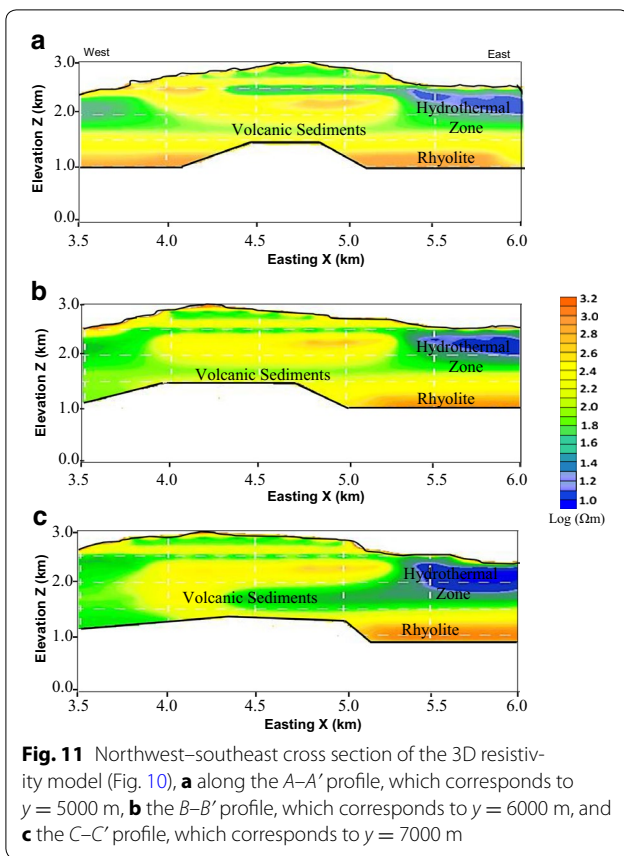 a
West
East
3.0
2.0
1.0
0.0
Elevation Z (km)
Hydrothermal
Zone
Volcanic Sediments
Rhyolite
3.5 4.0 4.5 5.0 5.5 6.0
Easting X (km)
b
3.0
2.0
1.0
0.0
Elevation Z (km)
Hydrothermal
Zone
Volcanic Sediments
Rhyolite
3.5 4.0 4.5 5.0 5.5 6.0
Easting X (km)
3.2
3.0
2.8
2.6
2.4
2.2
2.0
1.8
1.6
1.4
1.2
1.0
Log (Ωm)
c
3.0
2.0
1.0
0.0
Elevation Z (km)
Hydrothermal
Zone
Volcanic Sediments
Rhyolite
3.5 4.0 4.5 5.0 5.5 6.0
Easting X (km)
Fig. 11 Northwest–southeast cross section of the 3D resistiv-
ity model (Fig. 10), a along the A–A′ profile, which corresponds to
y = 5000 m, b the B–B′ profile, which corresponds to y = 6000 m, and
c the C–C′ profile, which corresponds to y = 7000 m